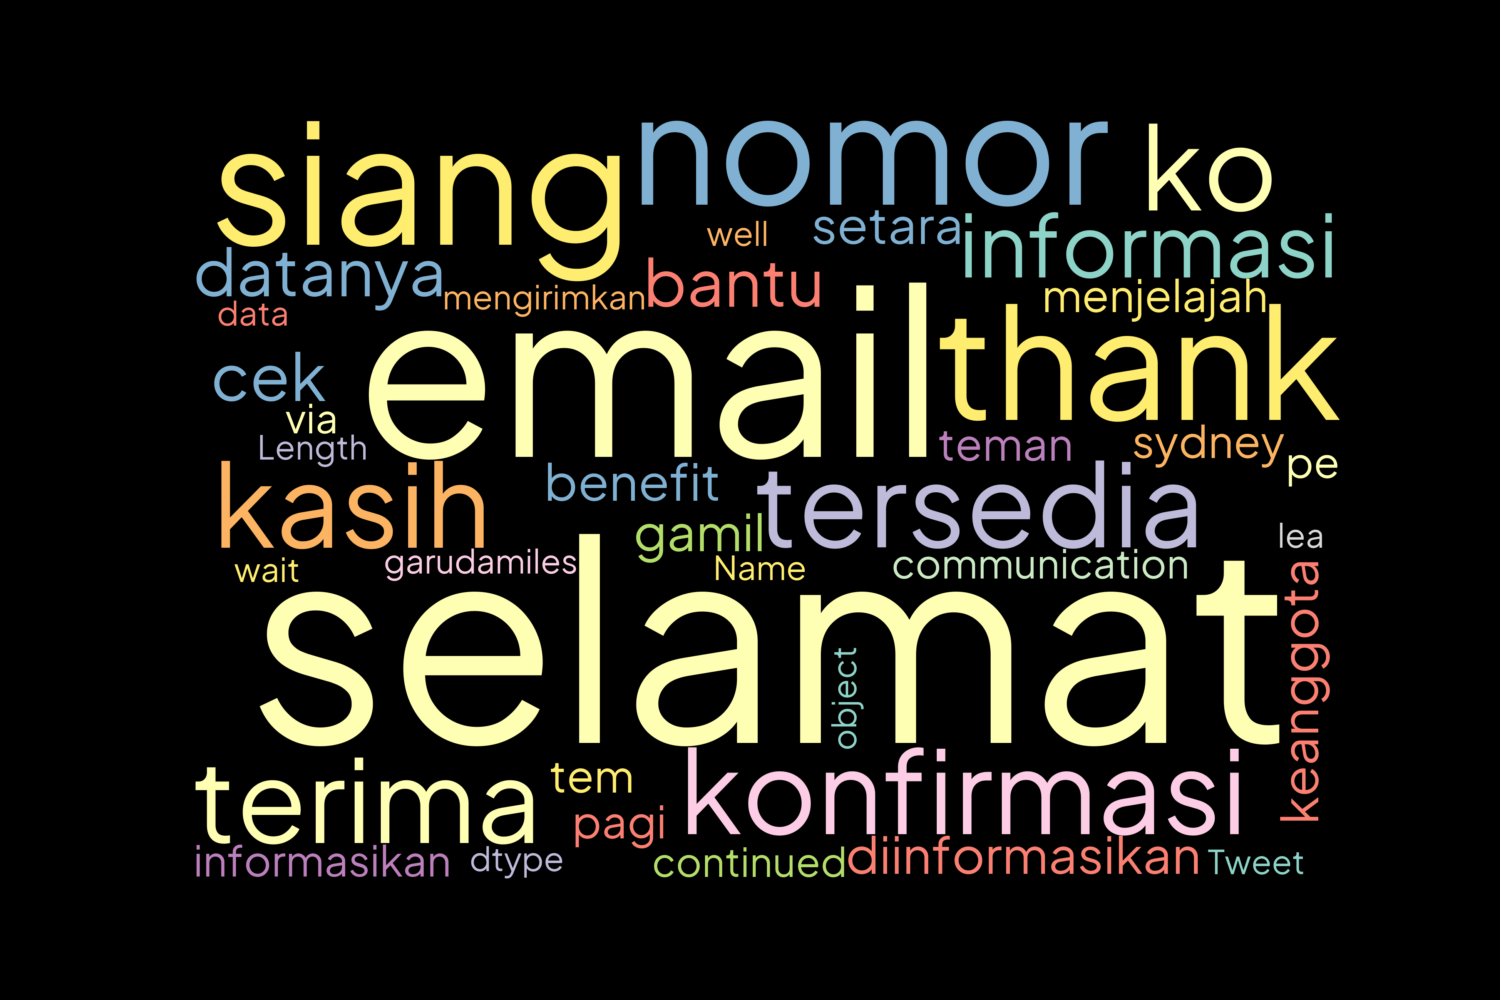 siang nomor ko
well setara informasi
datanya mengirimkan bantu menjelajah
data
email thank
cek
via
Length teman sydney pe
kasih benefit tersedia
gamil lea
wait garudamiles Name communication
selamat
object keanggota
terima tem konfirmasi
pagi
informasikan dtype continued diinformasikan Tweet